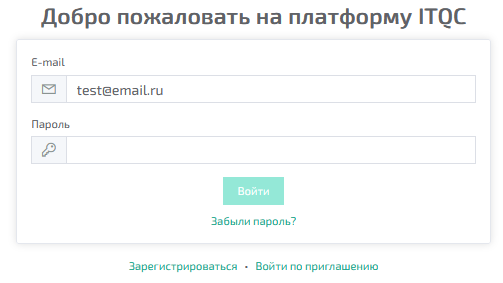 Добро пожаловать на платформу ITQC
E-mail
test@email.ru
Пароль
Войти
Забыли пароль?
Зарегистрироваться • Войти по приглашению